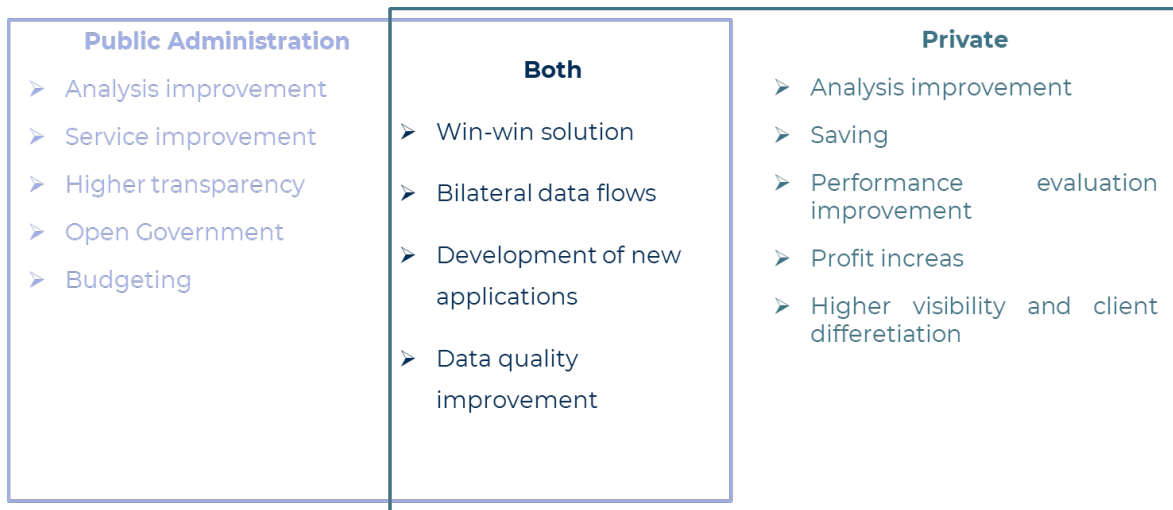 Public Administration
➢ Analysis improvement
➢ Service improvement
➢ Higher transparency
➢ Open Government
➢ Budgeting
Both
➢ Win-win solution
➢ Bilateral data flows
➢ Development of new
applications
➢ Data quality
improvement
Private
➢ Analysis improvement
➢ Saving
➢ Performance evaluation
improvement
➢ Profit increas
➢ Higher visibility and client
differetiation